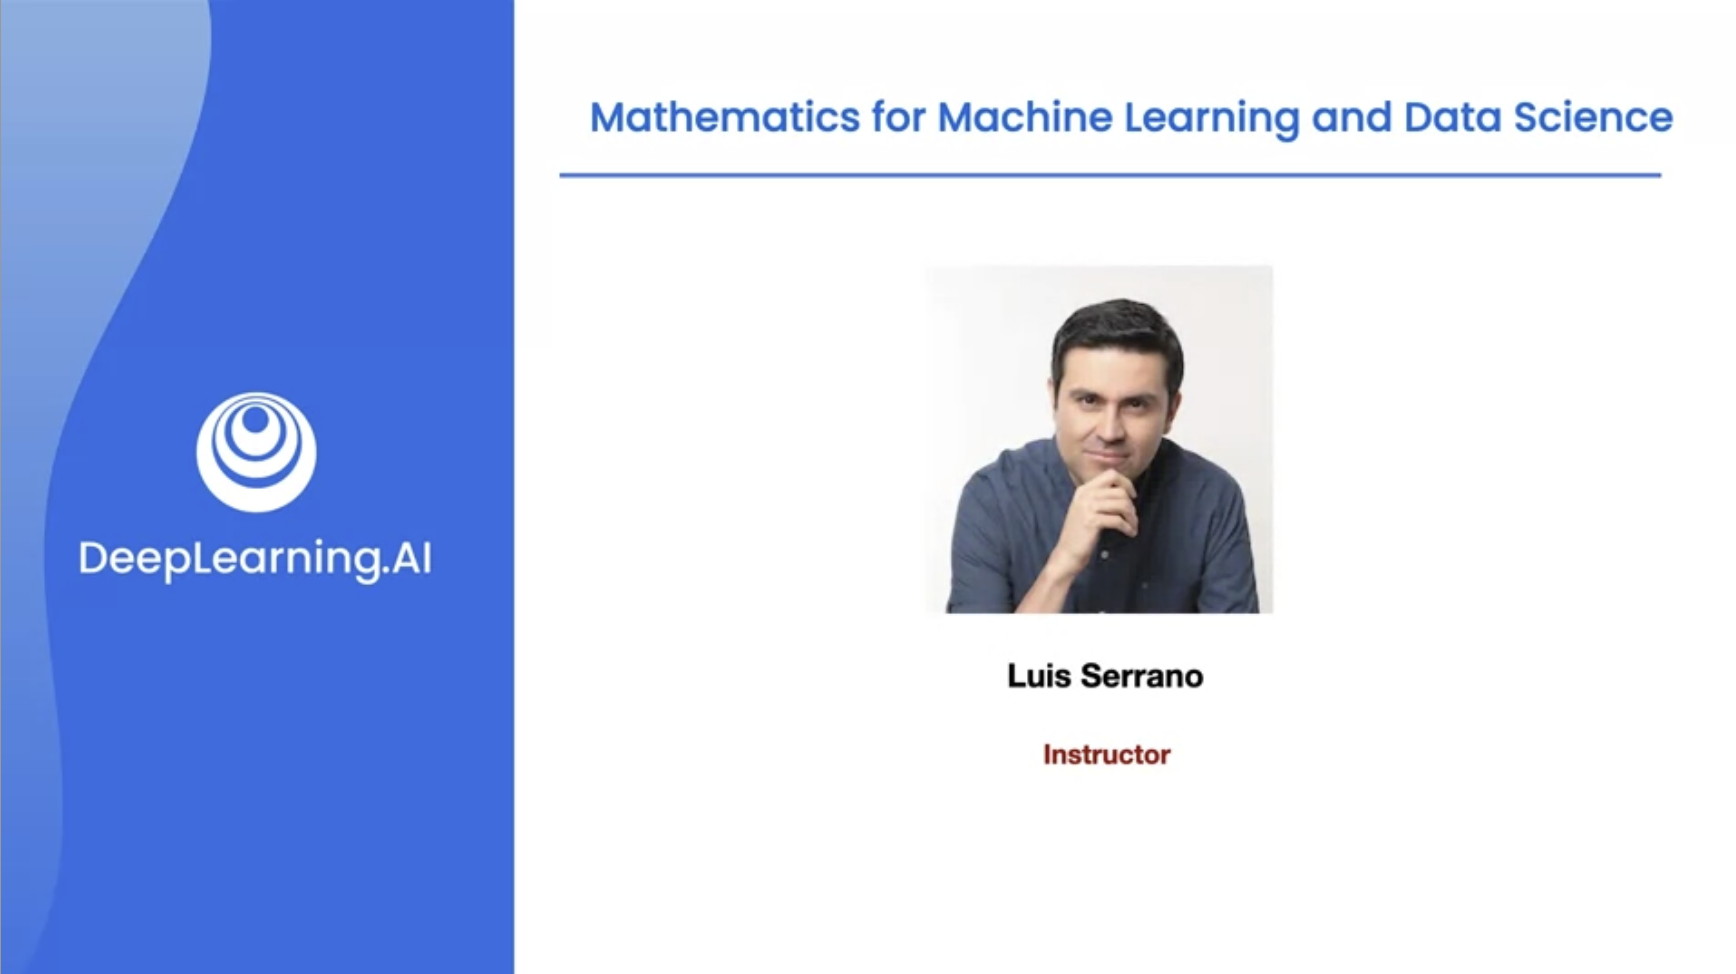 Mathematics for Machine Learning and Data Science
DeepLearning.AI
Luis Serrano
Instructor